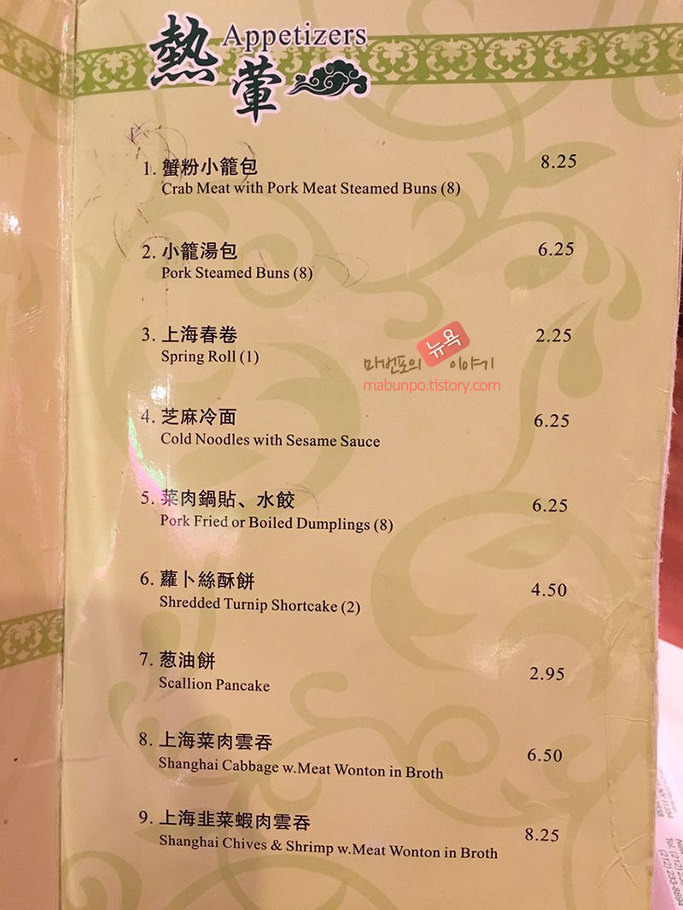 熱葷 Appetizers
1. 蟹粉小籠包 8.25
Crab Meat with Pork Meat Steamed Buns (8)
2. 小籠湯包 6.25
Pork Steamed Buns (8)
3. 上海春卷 2.25
Spring Roll (1)
마번포의 뉴욕 이야기
mabunpo.tistory.com
4. 芝麻冷面 6.25
Cold Noodles with Sesame Sauce
5. 菜肉鍋貼、水餃 6.25
Pork Fried or Boiled Dumplings (8)
6. 蘿卜絲酥餅 4.50
Shredded Turnip Shortcake (2)
7. 葱油餅 2.95
Scallion Pancake
8. 上海菜肉雲吞 6.50
Shanghai Cabbage w.Meat Wonton in Broth
9. 上海韭菜蝦肉雲吞 8.25
Shanghai Chives & Shrimp w.Meat Wonton in Broth